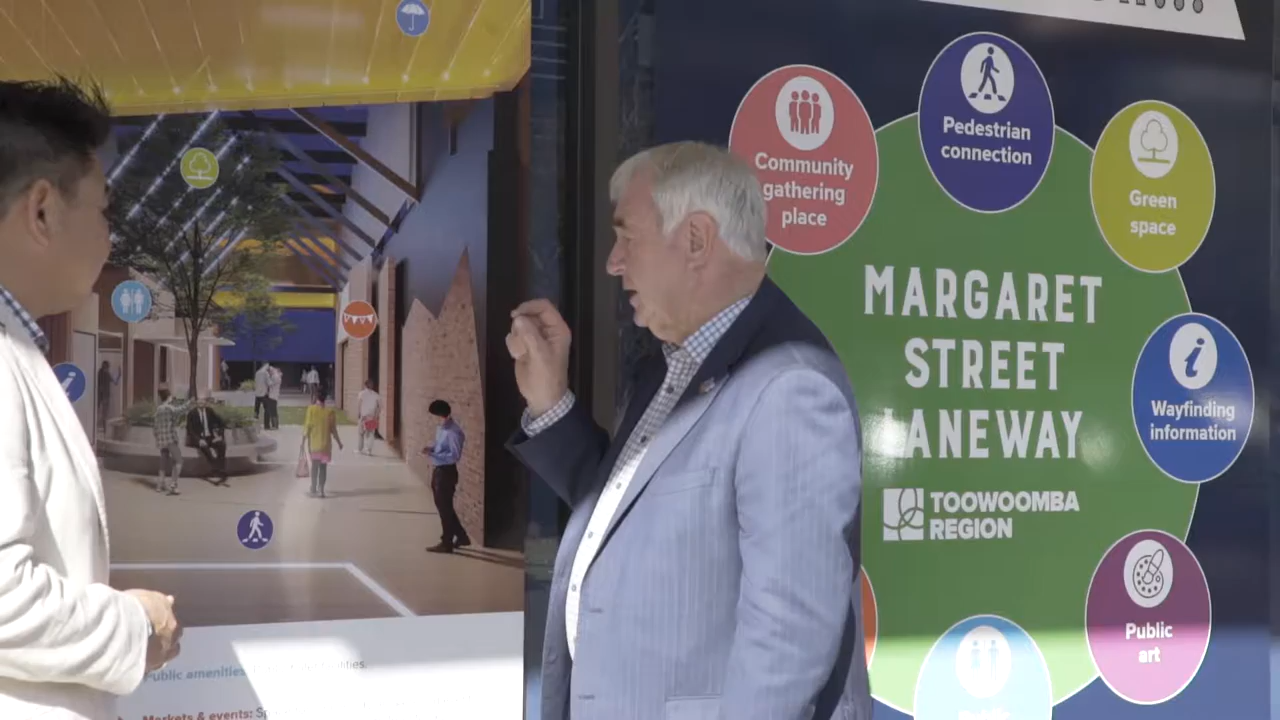 Community
gathering
place
Pedestrian
connection
Green
space
MARGARET
STREET
LANEWAY
Wayfinding
information
TOOWOOMBA
REGION
Public
art
Public amenities
Markets & events: